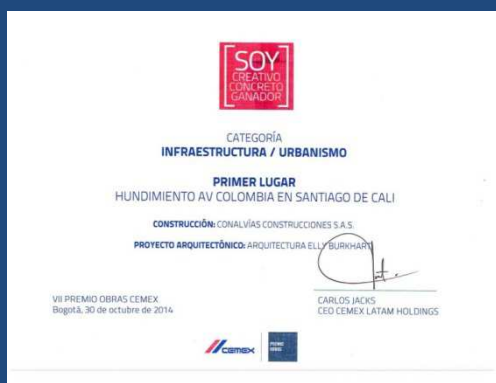 SOY
CREATIVO
CONCRETO
GANADOR
CATEGORÍA
INFRAESTRUCTURA / URBANISMO
PRIMER LUGAR
HUNDIMIENTO AV COLOMBIA EN SANTIAGO DE CALI
CONSTRUCCIÓN: CONALVÍAS CONSTRUCCIONES S.A.S.
PROYECTO ARQUITECTÓNICO: ARQUITECTURA ELLY BURKHART
VII PREMIO OBRAS CEMEX
Bogotá, 30 de octubre de 2014
CARLOS JACKS
CEO CEMEX LATAM HOLDINGS
CEMEX
PREMIO
OBRAS